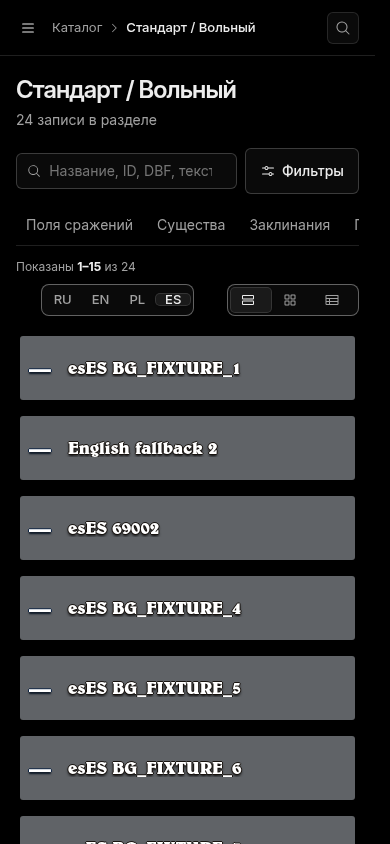 Каталог > Стандарт / Вольный
Стандарт / Вольный
24 записи в разделе
Название, ID, DBF, текст
Фильтры
Поля сражений Существа Заклинания
Показаны 1–15 из 24
RU EN PL ES
esES BG_FIXTURE_1
English fallback 2
esES 69002
esES BG_FIXTURE_4
esES BG_FIXTURE_5
esES BG_FIXTURE_6